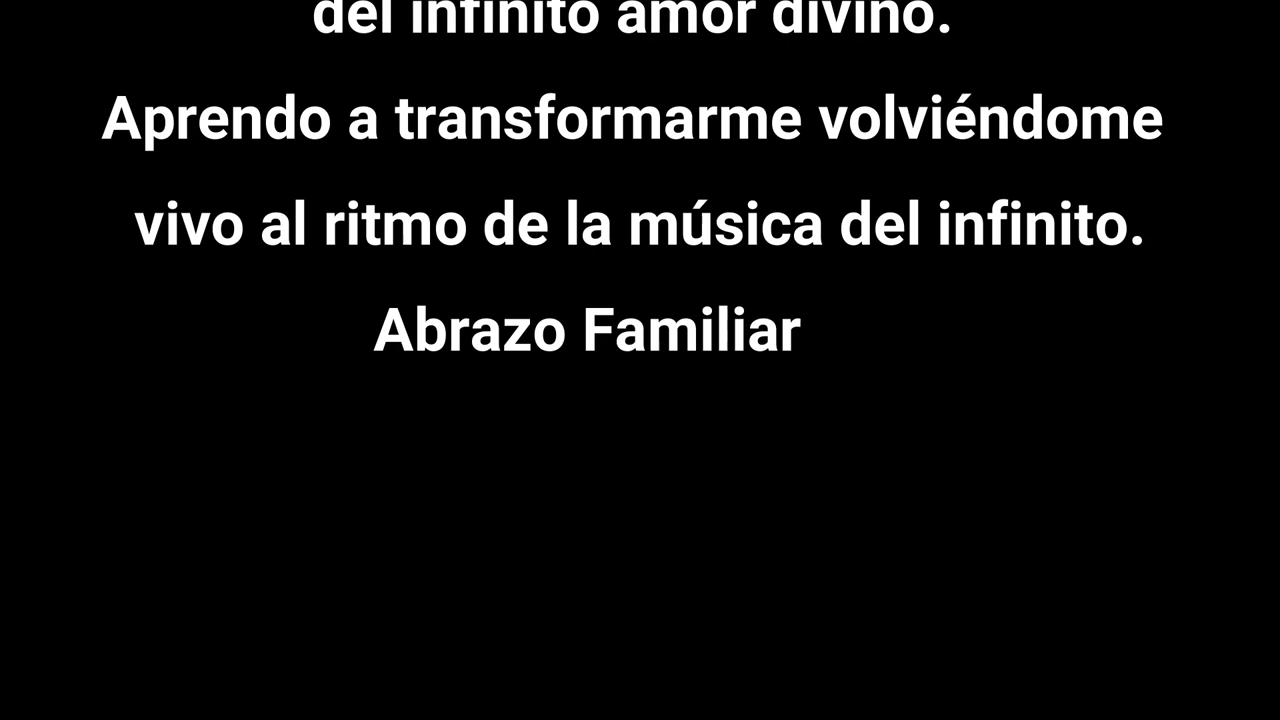 del infinito amor divino.
Aprendo a transformarme volviéndome
vivo al ritmo de la música del infinito.
Abrazo Familiar